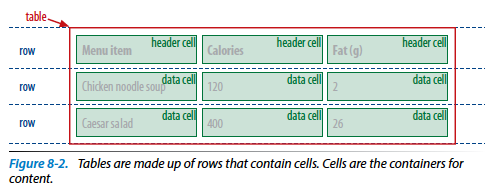 table
row Menu item header cell Calories header cell Fat (g) header cell
row Chicken noodle soup data cell 120 data cell 2 data cell
row Caesar salad data cell 400 data cell 26 data cell
Figure 8-2. Tables are made up of rows that contain cells. Cells are the containers for
content.